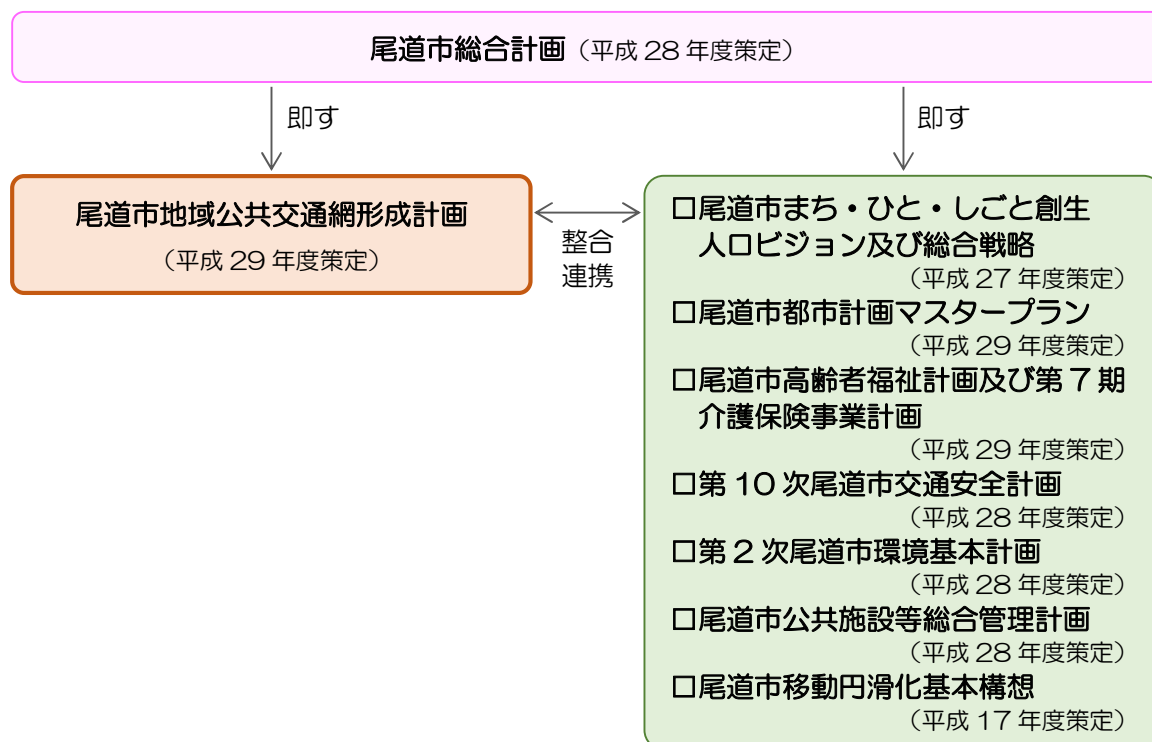 尾道市総合計画（平成 28 年度策定）
即す
即す
尾道市地域公共交通網形成計画
（平成 29 年度策定）
整合
連携
□尾道市まち・ひと・しごと創生
人口ビジョン及び総合戦略
（平成 27 年度策定）
□尾道市都市計画マスタープラン
（平成 29 年度策定）
□尾道市高齢者福祉計画及び第 7 期
介護保険事業計画
（平成 29 年度策定）
□第 10 次尾道市交通安全計画
（平成 28 年度策定）
□第 2 次尾道市環境基本計画
（平成 28 年度策定）
□尾道市公共施設等総合管理計画
（平成 28 年度策定）
□尾道市移動円滑化基本構想
（平成 17 年度策定）